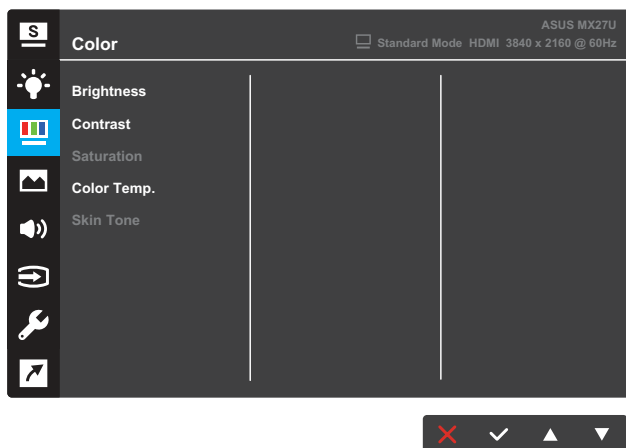 S
ASUS MX27U
Color
Standard Mode HDMI 3840 x 2160 @ 60Hz
Brightness
Contrast
Saturation
Color Temp.
Skin Tone